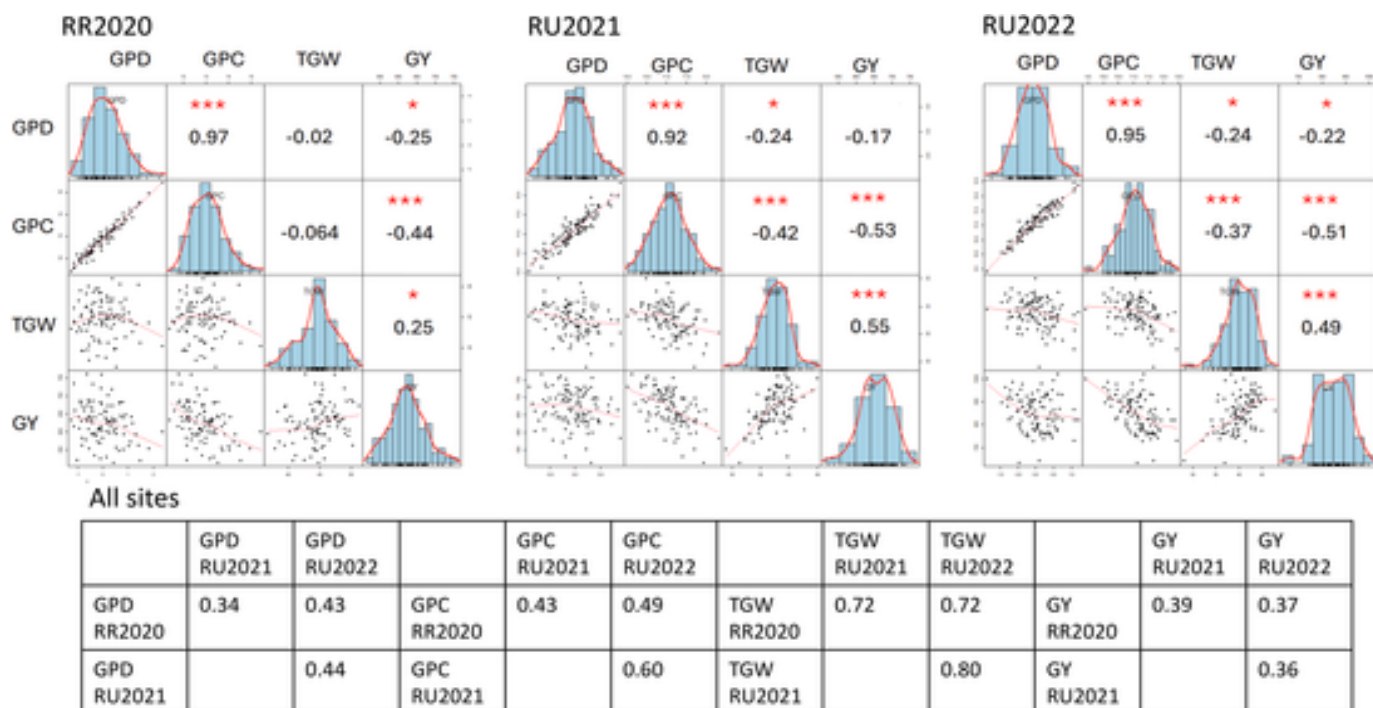 RR2020
RU2021
RU2022
GPD GPC TGW GY
GPD GPC TGW GY
GPD GPC TGW GY
GPD
*** 0.97
-0.02
* -0.25
*** 0.92
* -0.24
-0.17
*** 0.95
* -0.24
* -0.22
GPC
-0.064
*** -0.44
*** -0.42
*** -0.53
*** -0.37
*** -0.51
TGW
* 0.25
*** 0.55
*** 0.49
GY
All sites
GPD RU2021
GPD RU2022
GPC RU2021
GPC RU2022
TGW RU2021
TGW RU2022
GY RU2021
GY RU2022
GPD RR2020
0.34
0.43
GPC RR2020
0.43
0.49
TGW RR2020
0.72
0.72
GY RR2020
0.39
0.37
GPD RU2021
0.44
GPC RU2021
0.60
TGW RU2021
0.80
GY RU2021
0.36